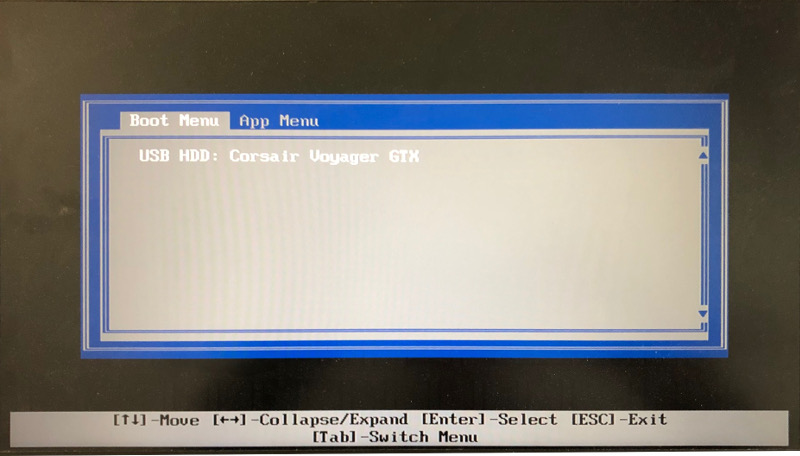 Boot Menu App Menu
USB HDD: Corsair Voyager GTX
[↑↓]-Move [←→]-Collapse/Expand [Enter]-Select [ESC]-Exit
[Tab]-Switch Menu